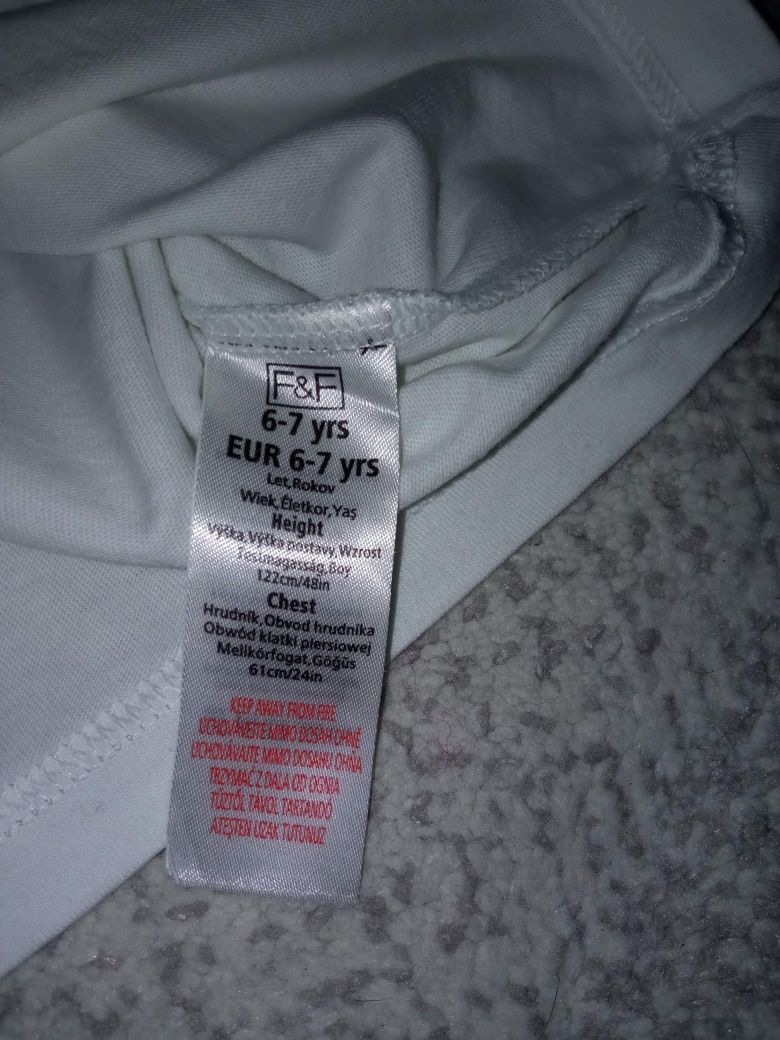 F&F
6-7 yrs
EUR 6-7 yrs
Let,Rokov
Wiek,Életkor,Yaş
Height
Výška,Výška postavy,Wzrost
Testmagasság,Boy
122cm/48in
Chest
Hrudník,Obvod hrudníka
Obwód klatki piersiowej
Mellkörfogat,Göğüs
61cm/24in
KEEP AWAY FROM FIRE
UCHOVÁVEJTE MIMO DOSAH OHNĚ
UCHOVÁVAJTE MIMO DOSAHU OHŇA
TRZYMAĆ Z DALA OD OGNIA
TŰZTŐL TÁVOL TARTANDÓ
ATEŞTEN UZAK TUTUNUZ